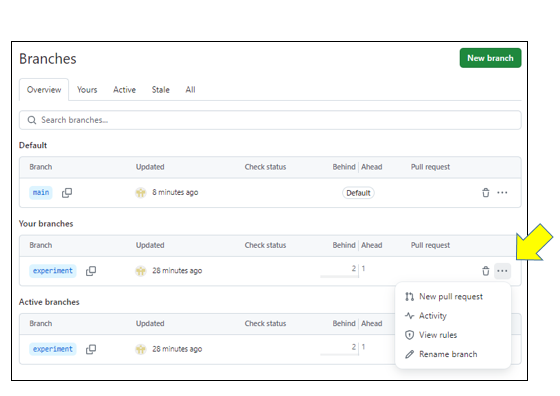 Branches
New branch
Overview Yours Active Stale All
Search branches...
Default
Branch Updated Check status Behind Ahead Pull request
main 8 minutes ago Default
Your branches
Branch Updated Check status Behind Ahead Pull request
experiment 28 minutes ago 2 1
New pull request
Activity
View rules
Rename branch
Active branches
Branch Updated Check status Behind Ahead
experiment 28 minutes ago 2 1